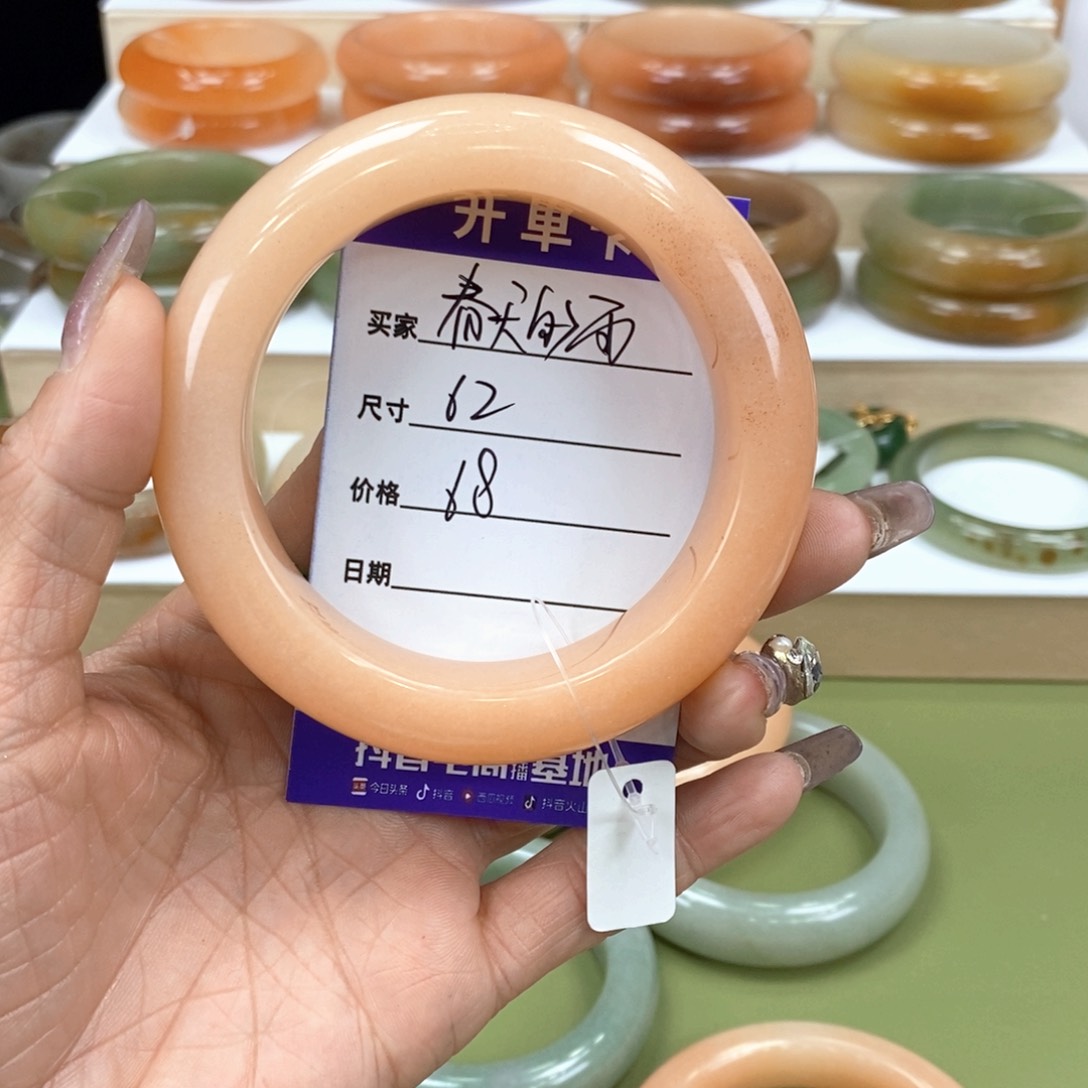 开单卡
买家 春天的酒
尺寸 62
价格 68
日期
抖音电商直播基地
今日头条 抖音 西瓜视频 抖音火山